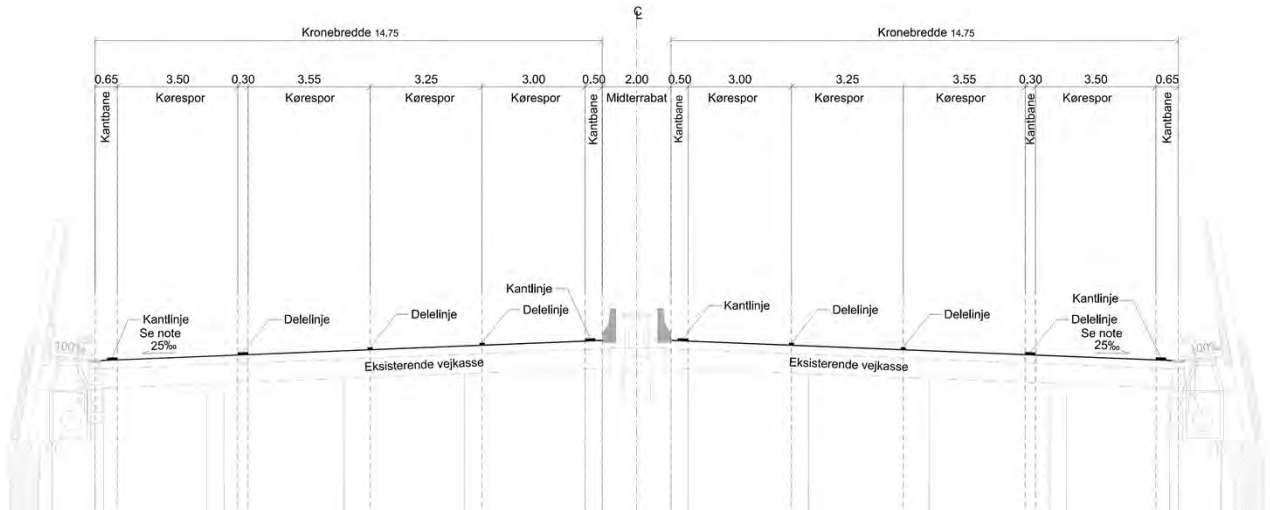 ℄
Kronebredde 14.75
Kronebredde 14.75
0.65 3.50 0.30 3.55 3.25 3.00 0.50 2.00 0.50 3.00 3.25 3.55 0.30 3.50 0.65
Kantbane Kørespor Kørespor Kørespor Kørespor Kantbane Midterrabat Kantbane Kørespor Kørespor Kørespor Kantbane Kørespor Kantbane
Kantlinje
Se note
25‰
Delelinje
Delelinje
Kantlinje
Delelinje
Kantlinje
Delelinje
Delelinje
Kantlinje
Delelinje
Se note
25‰
100‰
100‰
Eksisterende vejkasse
Eksisterende vejkasse